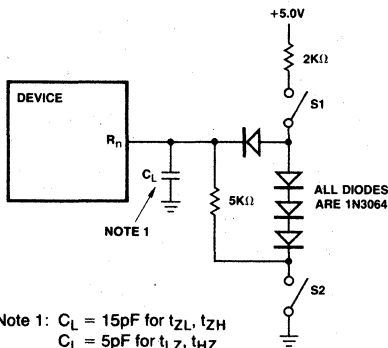 +5.0V
2KΩ
S1
DEVICE
Rn
CL
NOTE 1
5KΩ
ALL DIODES
ARE 1N3064
S2
Note 1: CL = 15pF for tZL, tZH
CL = 5pF for tLZ, tHZ